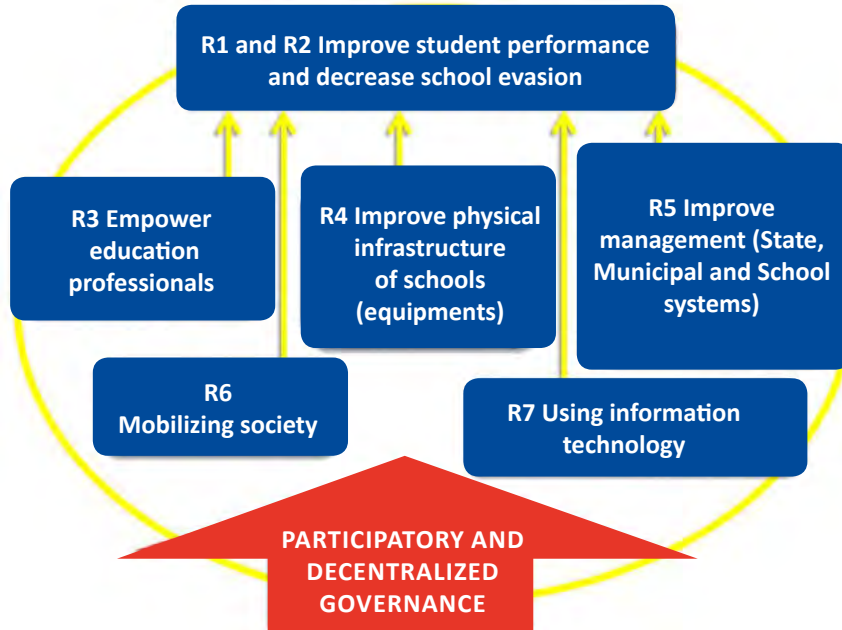 R1 and R2 Improve student performance
and decrease school evasion
R3 Empower
education
professionals
R4 Improve physical
infrastructure
of schools
(equipments)
R5 Improve
management (State,
Municipal and School
systems)
R6
Mobilizing society
R7 Using information
technology
PARTICIPATORY AND
DECENTRALIZED
GOVERNANCE